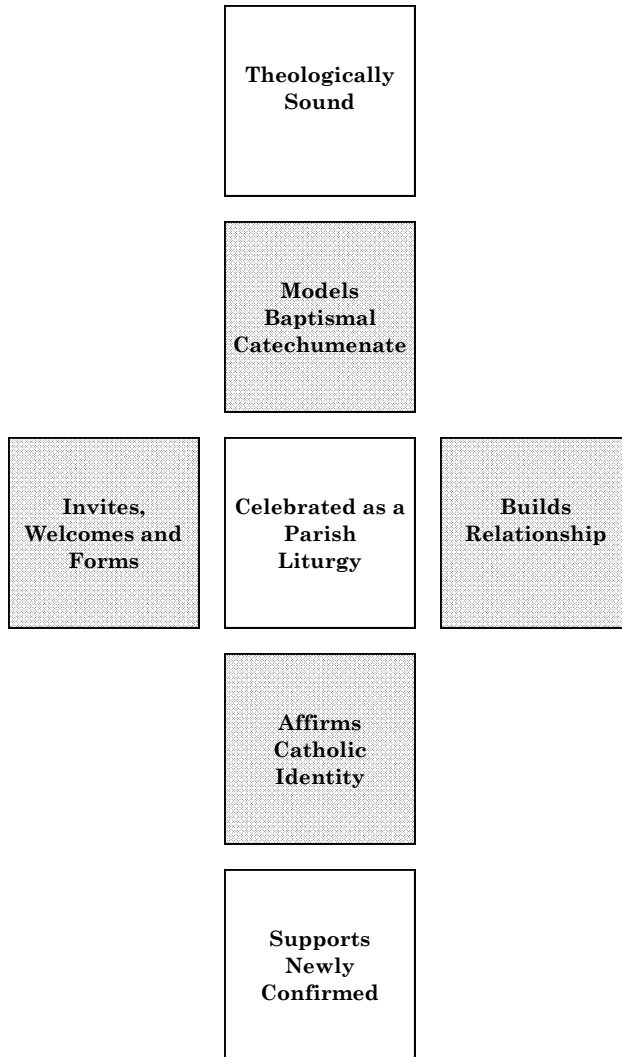 Theologically
Sound
Models
Baptismal
Catechumenate
Invites,
Welcomes and
Forms
Celebrated as a
Parish
Liturgy
Builds
Relationship
Affirms
Catholic
Identity
Supports
Newly
Confirmed